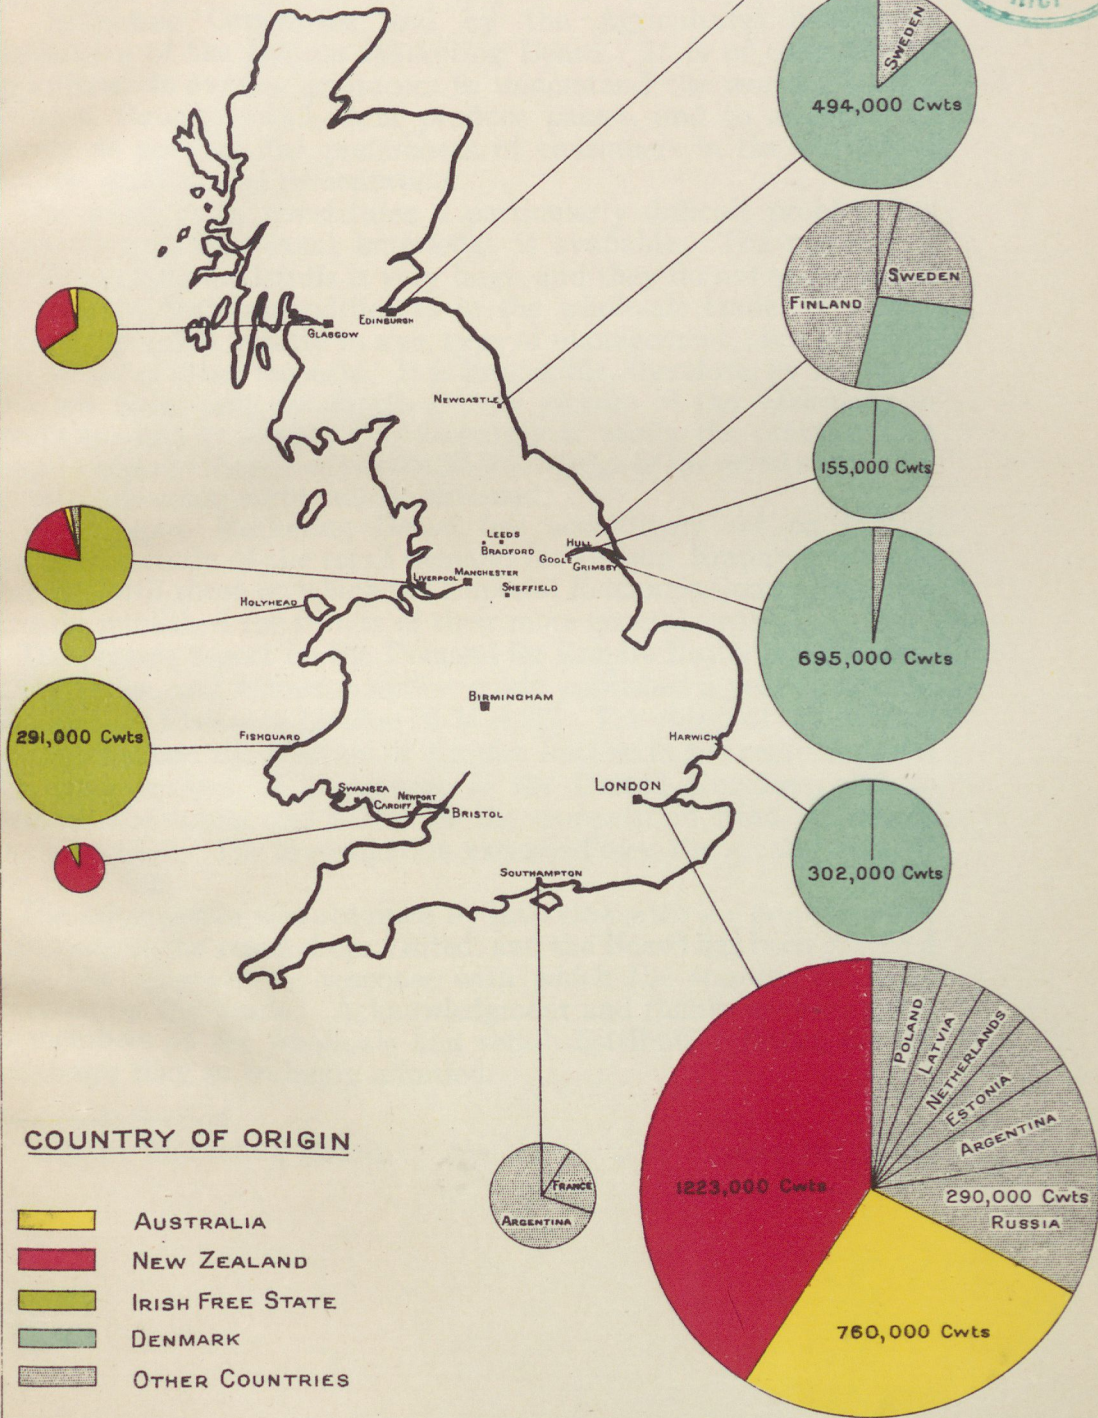 SWEDEN
494,000 Cwts
SWEDEN
FINLAND
EDINBURGH
GLASGOW
NEWCASTLE
155,000 Cwts
LEEDS
BRADFORD
HULL
GOOLE
GRIMSBY
LIVERPOOL
MANCHESTER
SHEFFIELD
HOLYHEAD
695,000 Cwts
BIRMINGHAM
291,000 Cwts
FISHGUARD
HARWICH
SWANSEA
NEWPORT
CARDIFF
BRISTOL
LONDON
SOUTHAMPTON
302,000 Cwts
POLAND
LATVIA
NETHERLANDS
ESTONIA
ARGENTINA
290,000 Cwts
RUSSIA
1223,000 Cwts
760,000 Cwts
FRANCE
ARGENTINA
COUNTRY OF ORIGIN
AUSTRALIA
NEW ZEALAND
IRISH FREE STATE
DENMARK
OTHER COUNTRIES